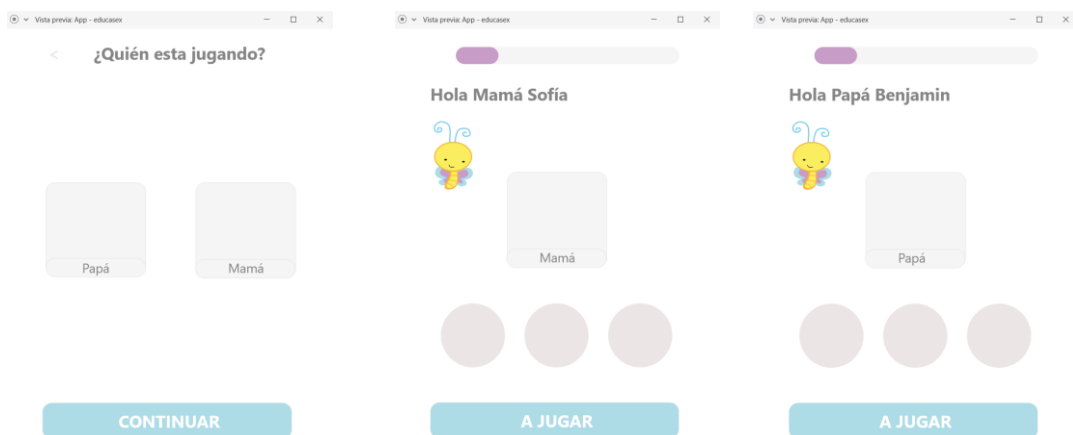 Vista previa: App - educasex
< ¿Quién esta jugando?
Papá
Mamá
CONTINUAR
Vista previa: App - educasex
Hola Mamá Sofía
Mamá
A JUGAR
Vista previa: App - educasex
Hola Papá Benjamin
Papá
A JUGAR